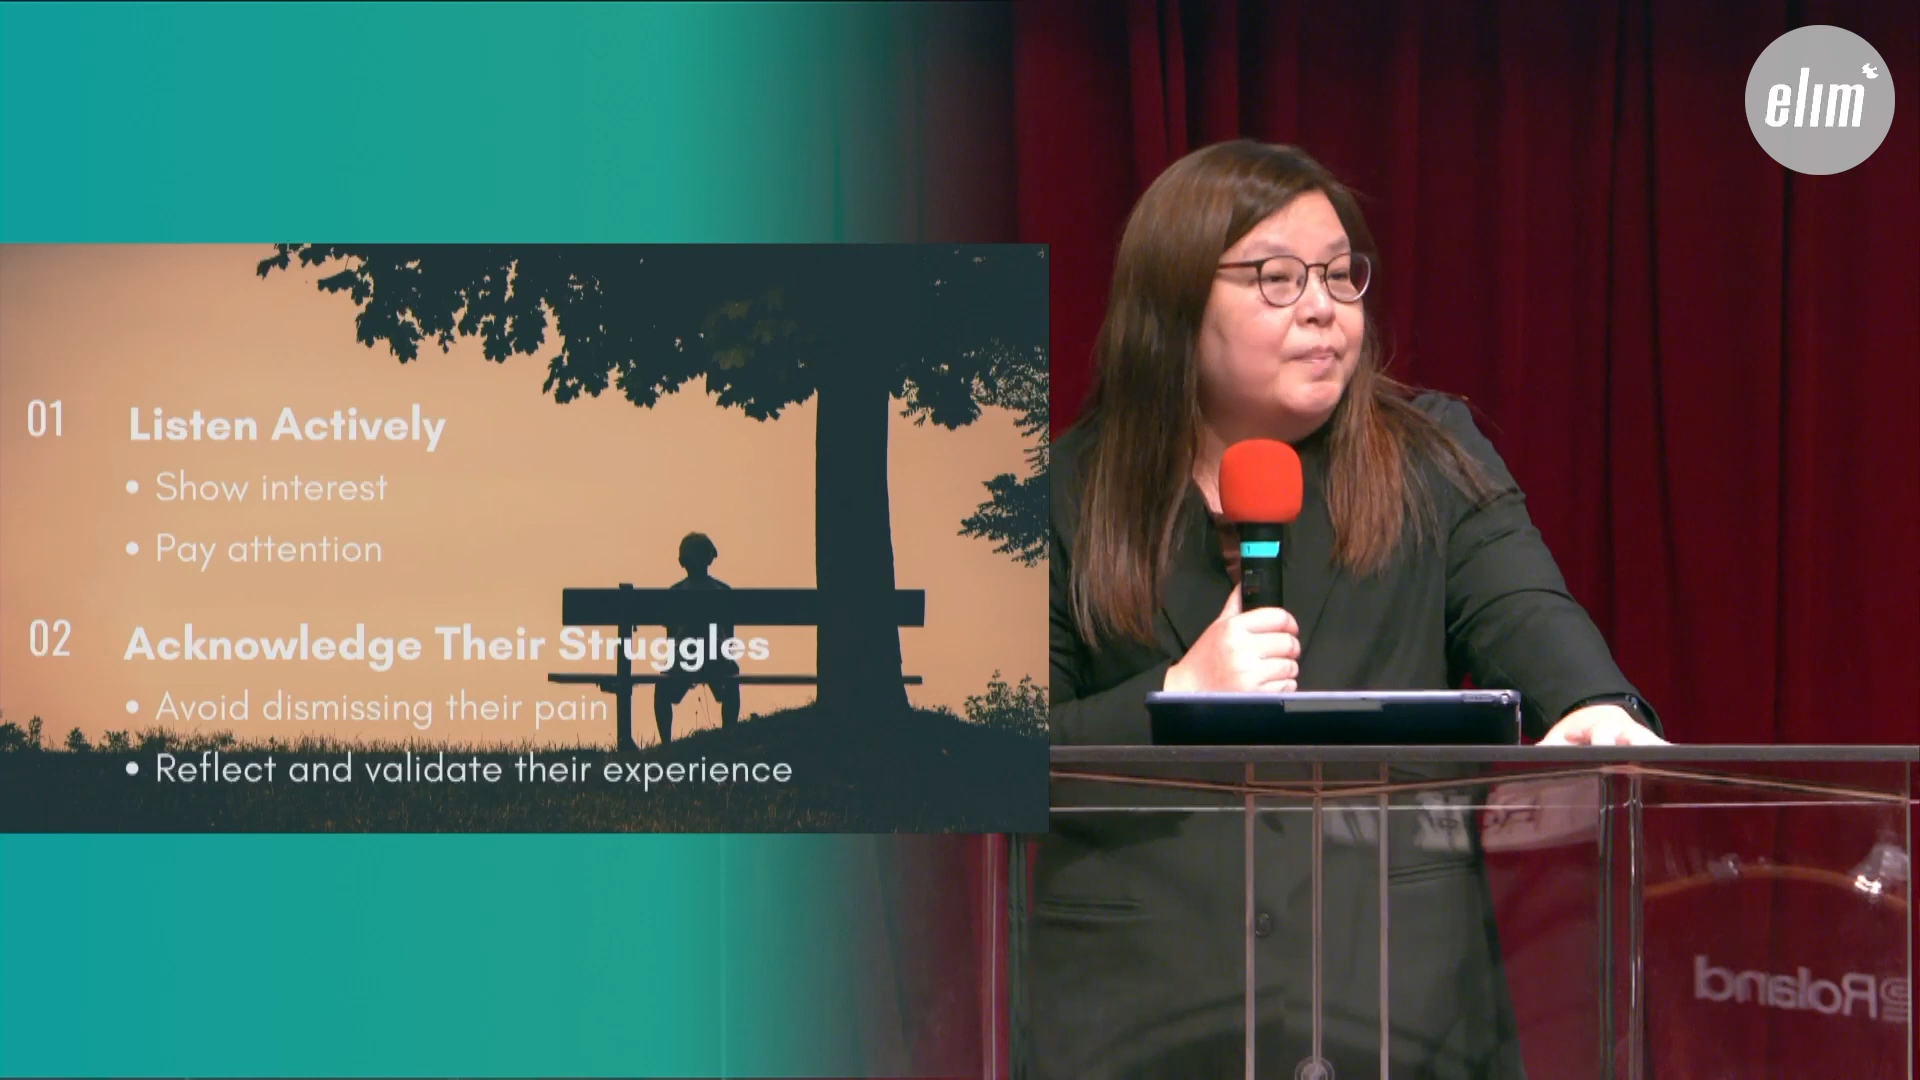 elim
01 Listen Actively
• Show interest
• Pay attention
02 Acknowledge Their Struggles
• Avoid dismissing their pain
• Reflect and validate their experience
1
Roland